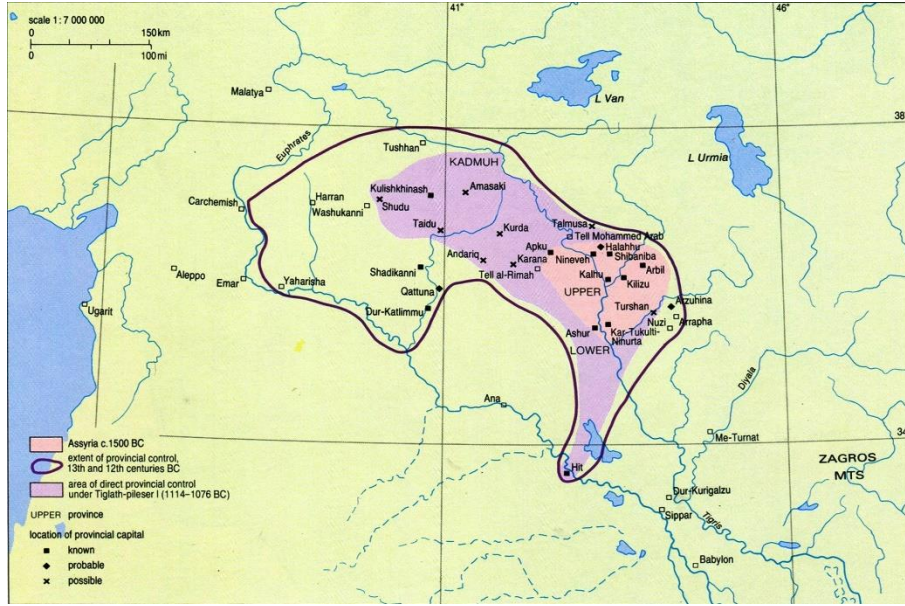 scale 1 : 7 000 000
0 150km
0 100mi
41°
46°
38°
34°
Malatya
L Van
L Urmia
Euphrates
Tushhan
KADMUH
Carchemish
Harran
Washukanni
Kulishkhinash
Shudu
Amasaki
Taidu
Kurda
Talmusa
Tell Mohammed Arab
Apku
Halahhu
Nineveh
Shibaniba
Andariq
Karana
Tell al-Rimah
Arbil
Aleppo
Emar
Yaharisha
Shadikanni
Kalhu
Kilizu
UPPER
Qattuna
Ugarit
Dur-Katlimmu
Turshan
Arzuhina
Nuzi
Arrapha
Ashur
Kar-Tukulti-
Ninurta
LOWER
Diyala
Ana
Me-Turnat
ZAGROS
MTS
Hit
Dur-Kurigalzu
Sippar
Tigris
Babylon
Assyria c.1500 BC
extent of provincial control,
13th and 12th centuries BC
area of direct provincial control
under Tiglath-pileser I (1114–1076 BC)
UPPER province
location of provincial capital
known
probable
possible